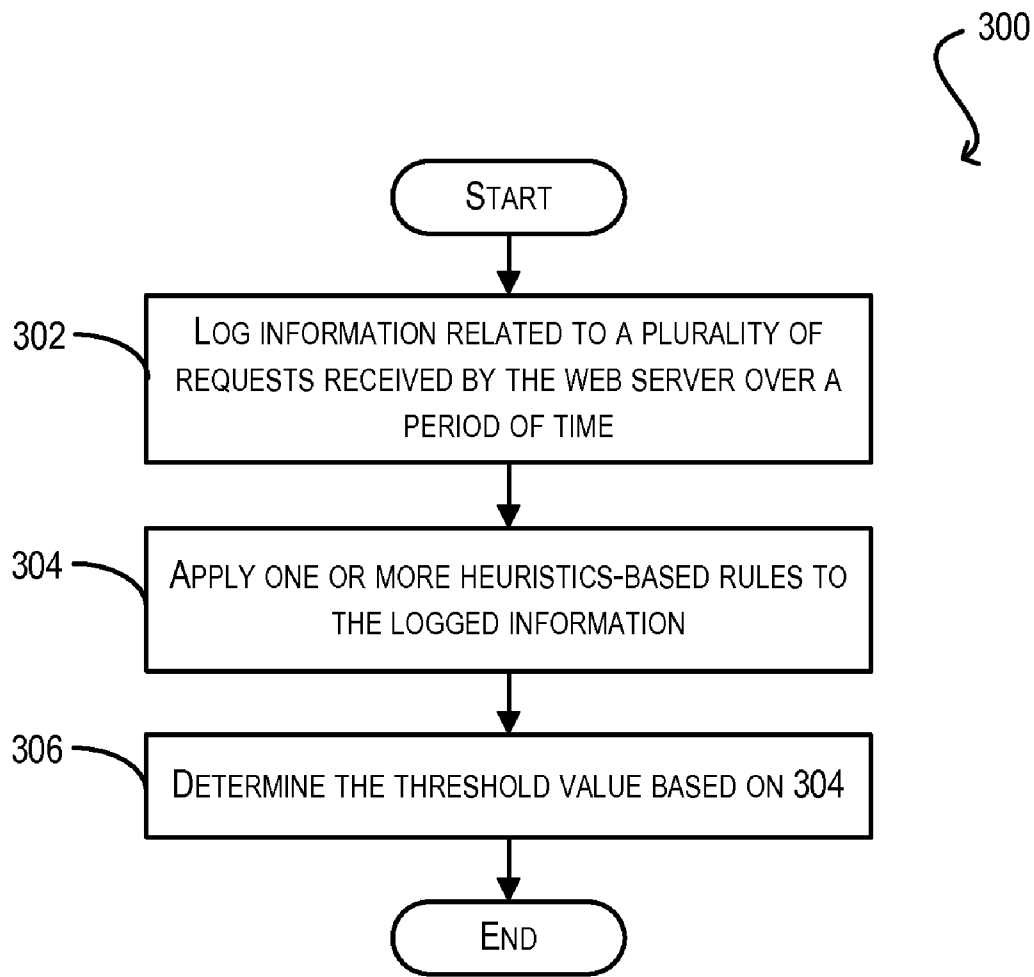 300
START
302
LOG INFORMATION RELATED TO A PLURALITY OF
REQUESTS RECEIVED BY THE WEB SERVER OVER A
PERIOD OF TIME
304
APPLY ONE OR MORE HEURISTICS-BASED RULES TO
THE LOGGED INFORMATION
306
DETERMINE THE THRESHOLD VALUE BASED ON 304
END